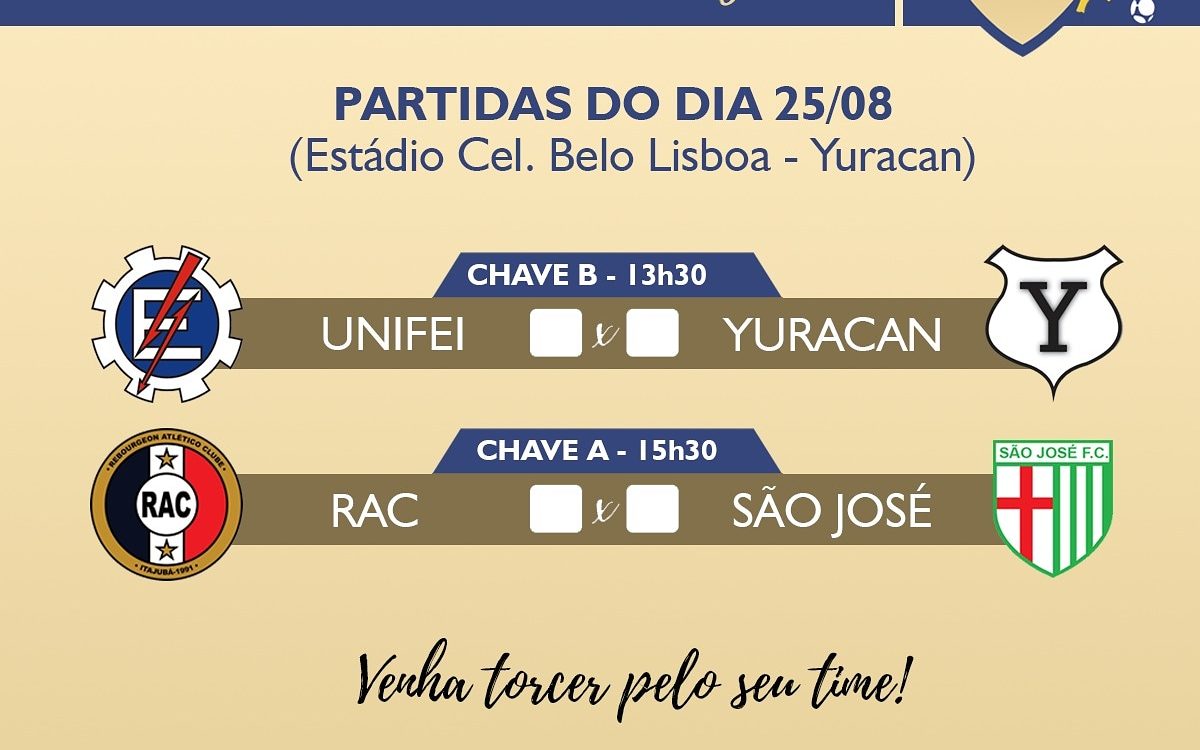 PARTIDAS DO DIA 25/08
(Estádio Cel. Belo Lisboa - Yuracan)
CHAVE B - 13h30
E
UNIFEI x YURACAN
Y
CHAVE A - 15h30
REBOURGEON ATLÉTICO CLUBE
RAC
ITAJUBÁ-1991
RAC x SÃO JOSÉ
SÃO JOSÉ F.C.
Venha torcer pelo seu time!